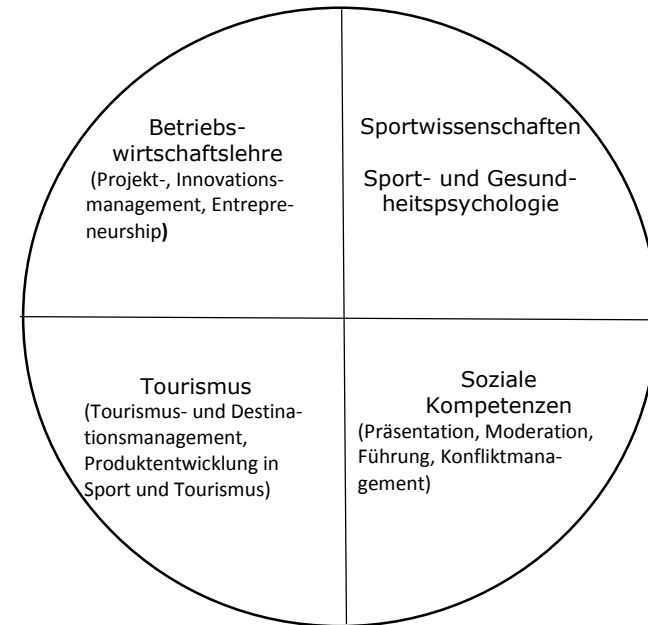 Betriebs-
wirtschaftslehre
(Projekt-, Innovations-
management, Entrepre-
neurship)
Sportwissenschaften
Sport- und Gesund-
heitspsychologie
Tourismus
(Tourismus- und Destina-
tionsmanagement,
Produktentwicklung in
Sport und Tourismus)
Soziale
Kompetenzen
(Präsentation, Moderation,
Führung, Konfliktmana-
gement)